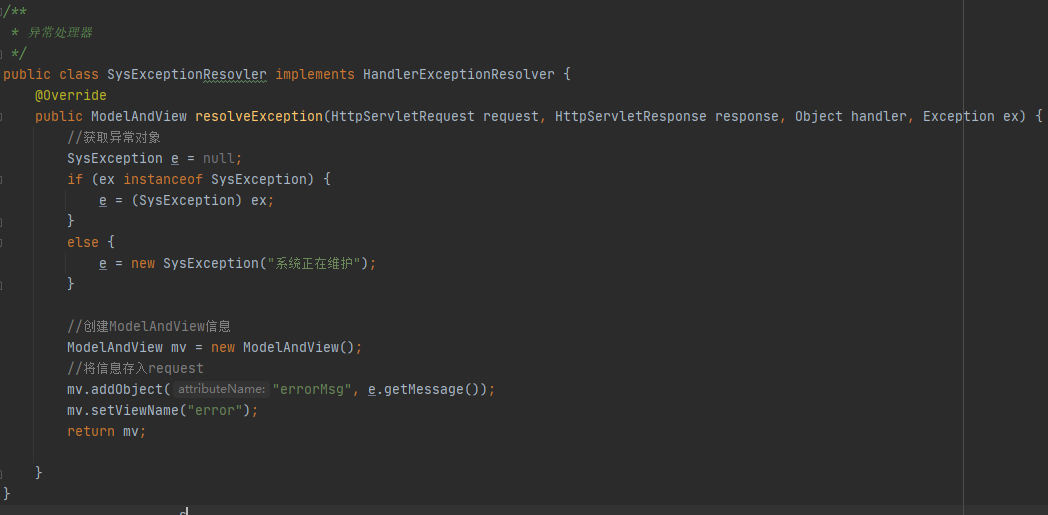 /**
 * 异常处理器
 */
public class SysExceptionResovler implements HandlerExceptionResolver {
    @Override
    public ModelAndView resolveException(HttpServletRequest request, HttpServletResponse response, Object handler, Exception ex) {
        //获取异常对象
        SysException e = null;
        if (ex instanceof SysException) {
            e = (SysException) ex;
        }
        else {
            e = new SysException("系统正在维护");
        }
        //创建ModelAndView信息
        ModelAndView mv = new ModelAndView();
        //将信息存入request
        mv.addObject( attributeName: "errorMsg", e.getMessage());
        mv.setViewName("error");
        return mv;
    }
}